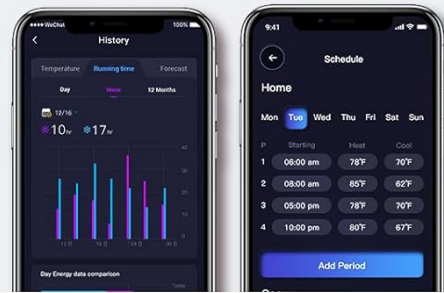 WeChat 100%
History
Temperature Running time Forecast
Day Week 12 Months
12/16
10hr 17hr
40
30
20
10
0
Day Energy data comparison
9:41
Schedule
Home
Mon Tue Wed Thu Fri Sat Sun
P Starting Heat Cool
1 06:00 am 78°F 70°F
2 08:00 am 85°F 62°F
3 05:00 pm 78°F 70°F
4 10:00 pm 80°F 67°F
Add Period